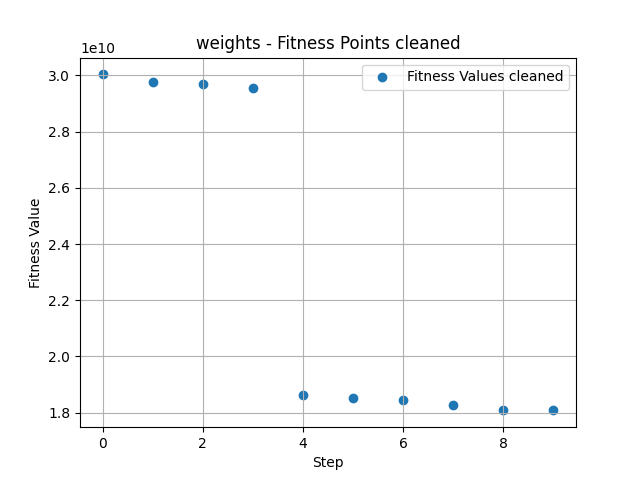 weights - Fitness Points cleaned
1e10
Fitness Values cleaned
3.0
2.8
2.6
2.4
2.2
2.0
1.8
Fitness Value
0 2 4 6 8
Step